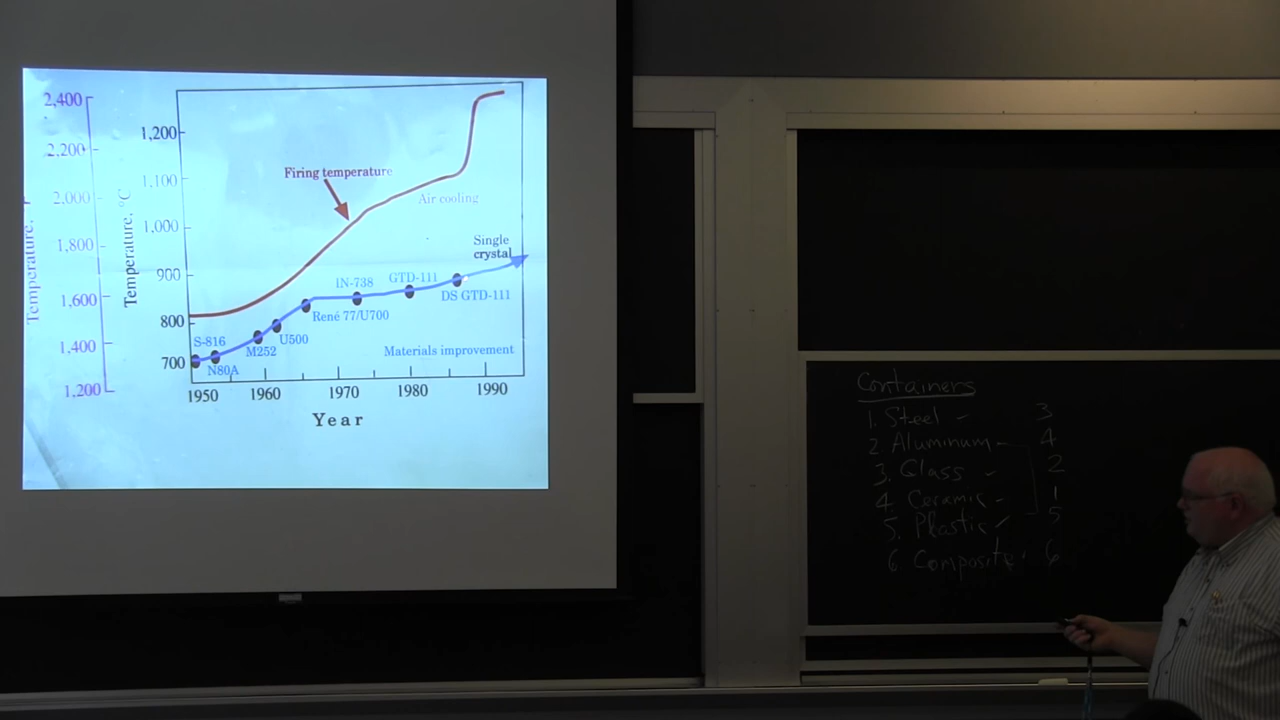 2,400
2,200
2,000
1,800
1,600
1,400
1,200
Temperature,
1,200
1,100
1,000
900
800
700
Temperature, °C
Firing temperature
Air cooling
Single
crystal
IN-738
GTD-111
DS GTD-111
René 77/U700
S-816
N80A
M252
U500
Materials improvement
1950
1960
1970
1980
1990
Year
Containers
1. Steel - 3
2 Aluminum - 4
3. Glass - 2
4. Ceramic - 1
5. Plastic 5
6 Composite 6